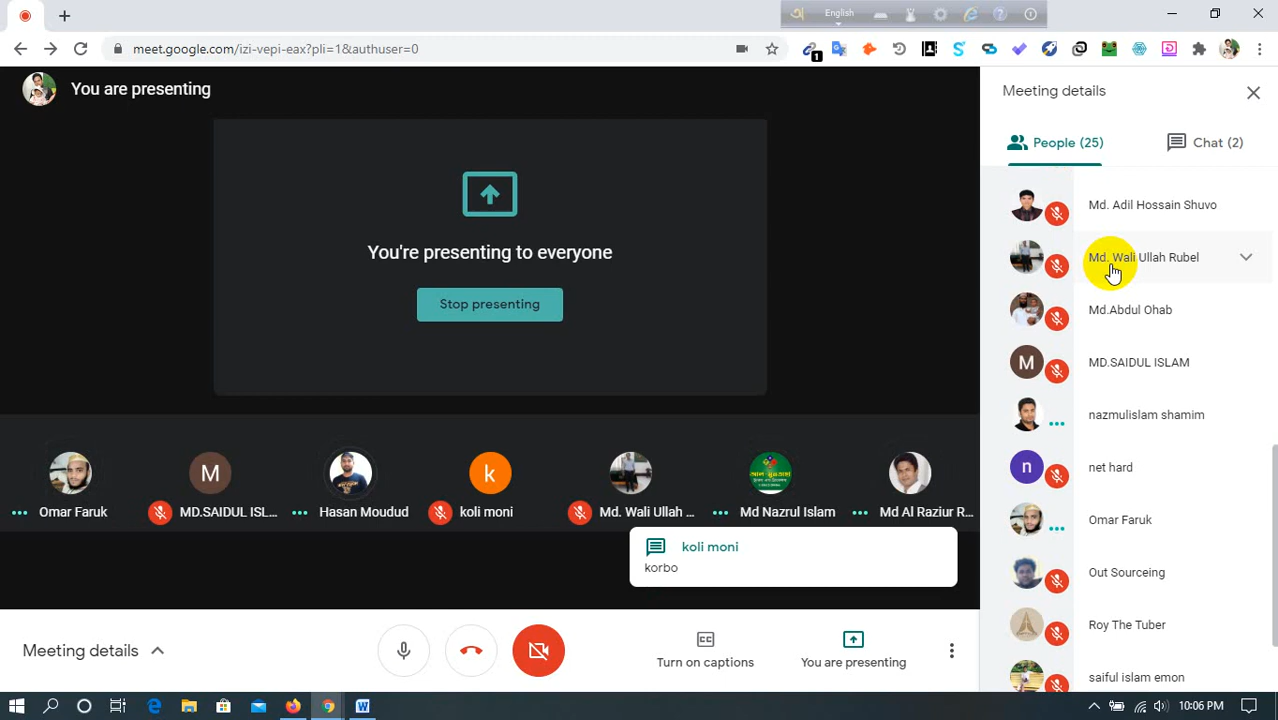 English
meet.google.com/izi-vepi-eax?pli=1&authuser=0
1
You are presenting
Meeting details
People (25)
Chat (2)
You're presenting to everyone
Stop presenting
Md. Adil Hossain Shuvo
Md. Wali Ullah Rubel
Md.Abdul Ohab
M MD.SAIDUL ISLAM
nazmulislam shamim
n net hard
Omar Faruk
Out Sourceing
Roy The Tuber
saiful islam emon
M
k
Omar Faruk
MD.SAIDUL ISL...
Hasan Moudud
koli moni
Md. Wali Ullah ...
Md Nazrul Islam
Md Al Raziur R...
koli moni
korbo
Meeting details
CC
Turn on captions
You are presenting
10:06 PM